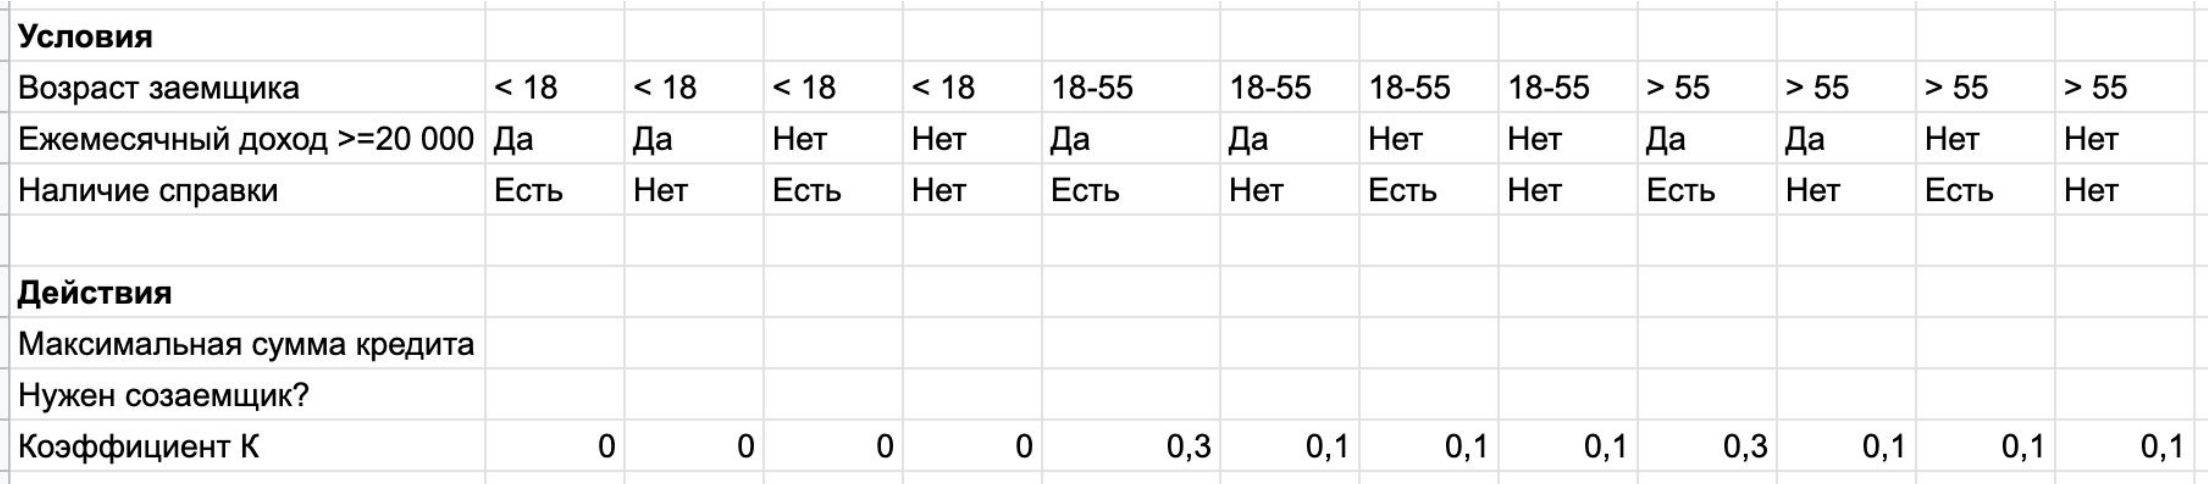 Условия
Возраст заемщика < 18 < 18 < 18 < 18 18-55 18-55 18-55 18-55 > 55 > 55 > 55 > 55
Ежемесячный доход >=20 000 Да Да Нет Нет Да Да Нет Нет Да Да Нет Нет
Наличие справки Есть Нет Есть Нет Есть Нет Есть Нет Есть Нет Есть Нет
Действия
Максимальная сумма кредита
Нужен созаемщик?
Коэффициент К 0 0 0 0 0,3 0,1 0,1 0,1 0,3 0,1 0,1 0,1